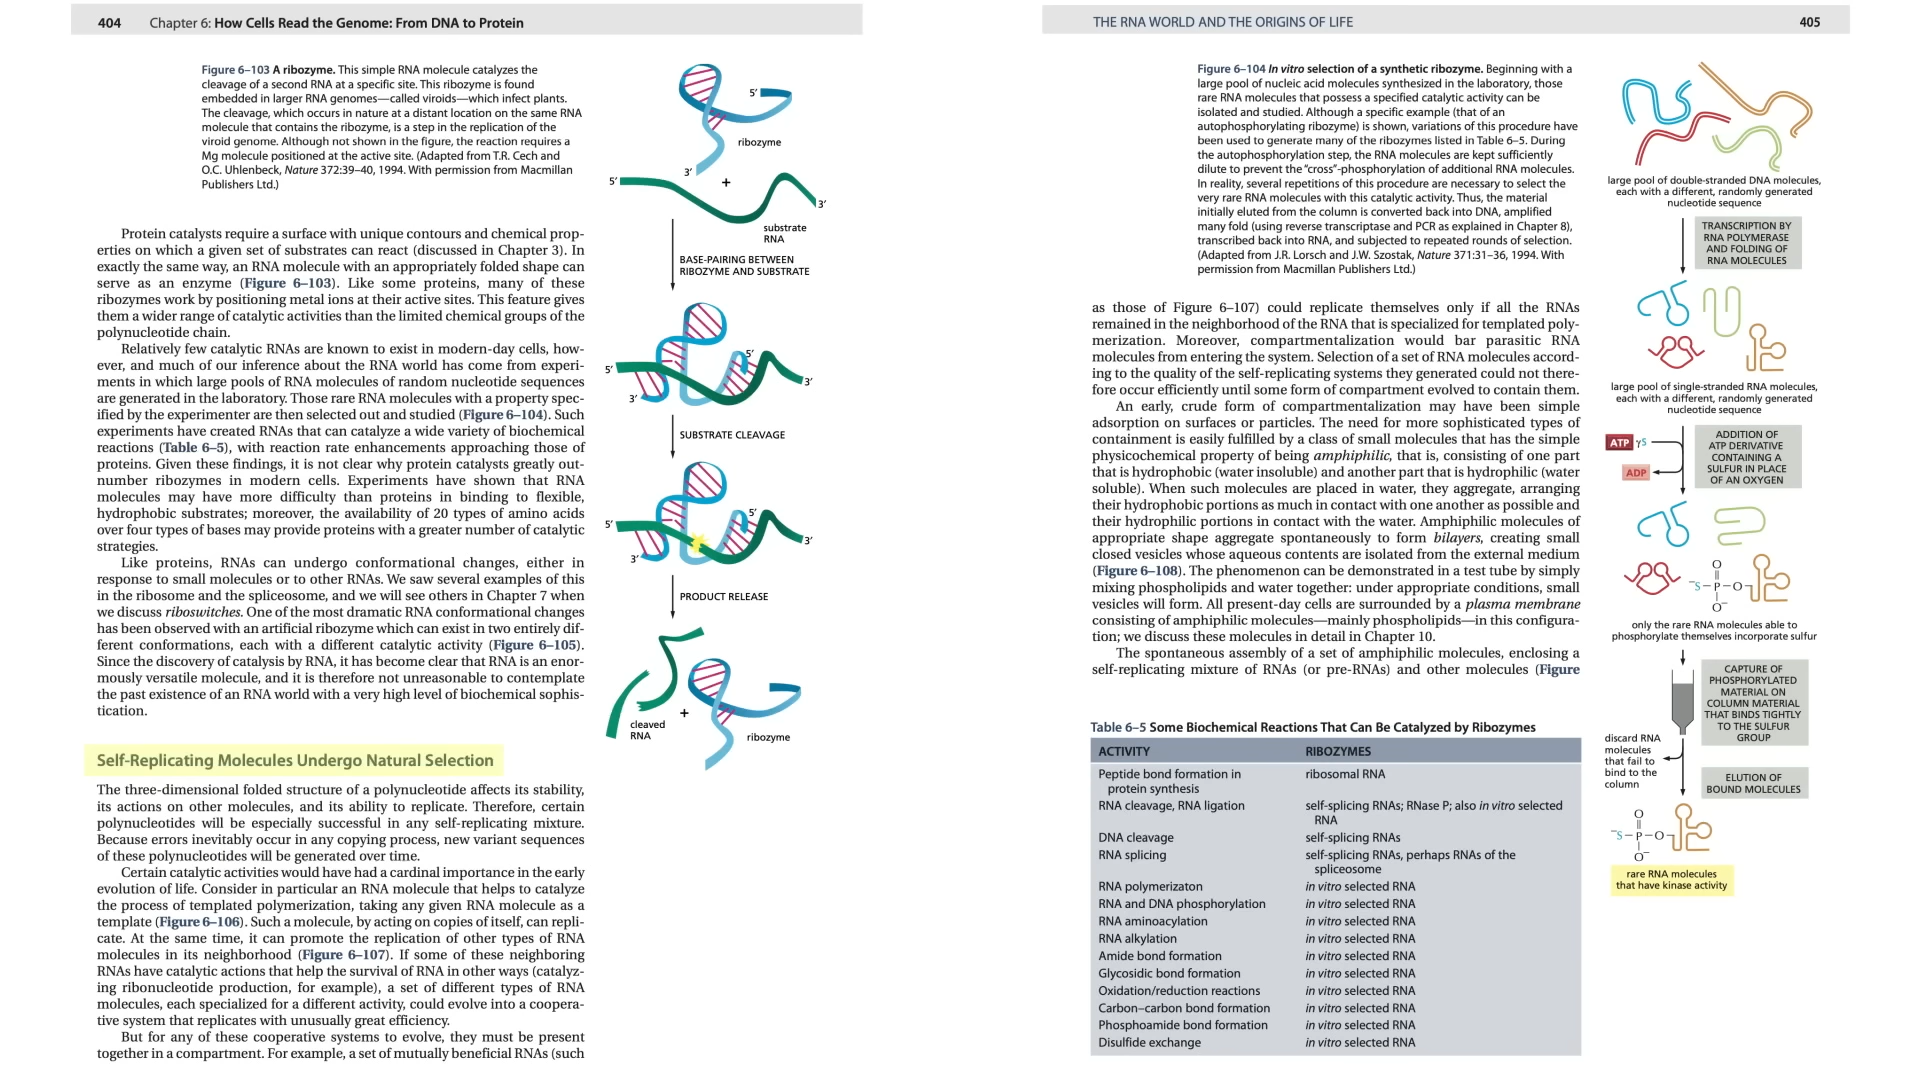 404 Chapter 6: How Cells Read the Genome: From DNA to Protein
Figure 6–103 A ribozyme. This simple RNA molecule catalyzes the
cleavage of a second RNA at a specific site. This ribozyme is found
embedded in larger RNA genomes—called viroids—which infect plants.
The cleavage, which occurs in nature at a distant location on the same RNA
molecule that contains the ribozyme, is a step in the replication of the
viroid genome. Although not shown in the figure, the reaction requires a
Mg molecule positioned at the active site. (Adapted from T.R. Cech and
O.C. Uhlenbeck, Nature 372:39–40, 1994. With permission from Macmillan
Publishers Ltd.)
5′
ribozyme
3′
+
5′
3′
substrate
RNA
BASE-PAIRING BETWEEN
RIBOZYME AND SUBSTRATE
5′
5′
3′
3′
SUBSTRATE CLEAVAGE
5′
5′
3′
3′
PRODUCT RELEASE
cleaved
RNA
+
ribozyme
Protein catalysts require a surface with unique contours and chemical prop-
erties on which a given set of substrates can react (discussed in Chapter 3). In
exactly the same way, an RNA molecule with an appropriately folded shape can
serve as an enzyme (Figure 6–103). Like some proteins, many of these
ribozymes work by positioning metal ions at their active sites. This feature gives
them a wider range of catalytic activities than the limited chemical groups of the
polynucleotide chain.
Relatively few catalytic RNAs are known to exist in modern-day cells, how-
ever, and much of our inference about the RNA world has come from experi-
ments in which large pools of RNA molecules of random nucleotide sequences
are generated in the laboratory. Those rare RNA molecules with a property spec-
ified by the experimenter are then selected out and studied (Figure 6–104). Such
experiments have created RNAs that can catalyze a wide variety of biochemical
reactions (Table 6–5), with reaction rate enhancements approaching those of
proteins. Given these findings, it is not clear why protein catalysts greatly out-
number ribozymes in modern cells. Experiments have shown that RNA
molecules may have more difficulty than proteins in binding to flexible,
hydrophobic substrates; moreover, the availability of 20 types of amino acids
over four types of bases may provide proteins with a greater number of catalytic
strategies.
Like proteins, RNAs can undergo conformational changes, either in
response to small molecules or to other RNAs. We saw several examples of this
in the ribosome and the spliceosome, and we will see others in Chapter 7 when
we discuss riboswitches. One of the most dramatic RNA conformational changes
has been observed with an artificial ribozyme which can exist in two entirely dif-
ferent conformations, each with a different catalytic activity (Figure 6–105).
Since the discovery of catalysis by RNA, it has become clear that RNA is an enor-
mously versatile molecule, and it is therefore not unreasonable to contemplate
the past existence of an RNA world with a very high level of biochemical sophis-
tication.
Self-Replicating Molecules Undergo Natural Selection
The three-dimensional folded structure of a polynucleotide affects its stability,
its actions on other molecules, and its ability to replicate. Therefore, certain
polynucleotides will be especially successful in any self-replicating mixture.
Because errors inevitably occur in any copying process, new variant sequences
of these polynucleotides will be generated over time.
Certain catalytic activities would have had a cardinal importance in the early
evolution of life. Consider in particular an RNA molecule that helps to catalyze
the process of templated polymerization, taking any given RNA molecule as a
template (Figure 6–106). Such a molecule, by acting on copies of itself, can repli-
cate. At the same time, it can promote the replication of other types of RNA
molecules in its neighborhood (Figure 6–107). If some of these neighboring
RNAs have catalytic actions that help the survival of RNA in other ways (catalyz-
ing ribonucleotide production, for example), a set of different types of RNA
molecules, each specialized for a different activity, could evolve into a coopera-
tive system that replicates with unusually great efficiency.
But for any of these cooperative systems to evolve, they must be present
together in a compartment. For example, a set of mutually beneficial RNAs (such
THE RNA WORLD AND THE ORIGINS OF LIFE 405
Figure 6–104 In vitro selection of a synthetic ribozyme. Beginning with a
large pool of nucleic acid molecules synthesized in the laboratory, those
rare RNA molecules that possess a specified catalytic activity can be
isolated and studied. Although a specific example (that of an
autophosphorylating ribozyme) is shown, variations of this procedure have
been used to generate many of the ribozymes listed in Table 6–5. During
the autophosphorylation step, the RNA molecules are kept sufficiently
dilute to prevent the “cross”-phosphorylation of additional RNA molecules.
In reality, several repetitions of this procedure are necessary to select the
very rare RNA molecules with this catalytic activity. Thus, the material
initially eluted from the column is converted back into DNA, amplified
many fold (using reverse transcriptase and PCR as explained in Chapter 8),
transcribed back into RNA, and subjected to repeated rounds of selection.
(Adapted from J.R. Lorsch and J.W. Szostak, Nature 371:31–36, 1994. With
permission from Macmillan Publishers Ltd.)
as those of Figure 6–107) could replicate themselves only if all the RNAs
remained in the neighborhood of the RNA that is specialized for templated poly-
merization. Moreover, compartmentalization would bar parasitic RNA
molecules from entering the system. Selection of a set of RNA molecules accord-
ing to the quality of the self-replicating systems they generated could not there-
fore occur efficiently until some form of compartment evolved to contain them.
An early, crude form of compartmentalization may have been simple
adsorption on surfaces or particles. The need for more sophisticated types of
containment is easily fulfilled by a class of small molecules that has the simple
physicochemical property of being amphiphilic, that is, consisting of one part
that is hydrophobic (water insoluble) and another part that is hydrophilic (water
soluble). When such molecules are placed in water, they aggregate, arranging
their hydrophobic portions as much in contact with one another as possible and
their hydrophilic portions in contact with the water. Amphiphilic molecules of
appropriate shape aggregate spontaneously to form bilayers, creating small
closed vesicles whose aqueous contents are isolated from the external medium
(Figure 6–108). The phenomenon can be demonstrated in a test tube by simply
mixing phospholipids and water together: under appropriate conditions, small
vesicles will form. All present-day cells are surrounded by a plasma membrane
consisting of amphiphilic molecules—mainly phospholipids—in this configura-
tion; we discuss these molecules in detail in Chapter 10.
The spontaneous assembly of a set of amphiphilic molecules, enclosing a
self-replicating mixture of RNAs (or pre-RNAs) and other molecules (Figure
Table 6–5 Some Biochemical Reactions That Can Be Catalyzed by Ribozymes
ACTIVITY RIBOZYMES
Peptide bond formation in ribosomal RNA
protein synthesis
RNA cleavage, RNA ligation self-splicing RNAs; RNase P; also in vitro selected
RNA
DNA cleavage self-splicing RNAs
RNA splicing self-splicing RNAs, perhaps RNAs of the
spliceosome
RNA polymerizaton in vitro selected RNA
RNA and DNA phosphorylation in vitro selected RNA
RNA aminoacylation in vitro selected RNA
RNA alkylation in vitro selected RNA
Amide bond formation in vitro selected RNA
Glycosidic bond formation in vitro selected RNA
Oxidation/reduction reactions in vitro selected RNA
Carbon–carbon bond formation in vitro selected RNA
Phosphoamide bond formation in vitro selected RNA
Disulfide exchange in vitro selected RNA
large pool of double-stranded DNA molecules,
each with a different, randomly generated
nucleotide sequence
TRANSCRIPTION BY
RNA POLYMERASE
AND FOLDING OF
RNA MOLECULES
large pool of single-stranded RNA molecules,
each with a different, randomly generated
nucleotide sequence
ATP γS
ADP
ADDITION OF
ATP DERIVATIVE
CONTAINING A
SULFUR IN PLACE
OF AN OXYGEN
O
⁻S–P–O
O⁻
only the rare RNA molecules able to
phosphorylate themselves incorporate sulfur
CAPTURE OF
PHOSPHORYLATED
MATERIAL ON
COLUMN MATERIAL
THAT BINDS TIGHTLY
TO THE SULFUR
GROUP
discard RNA
molecules
that fail to
bind to the
column
ELUTION OF
BOUND MOLECULES
O
⁻S–P–O
O⁻
rare RNA molecules
that have kinase activity